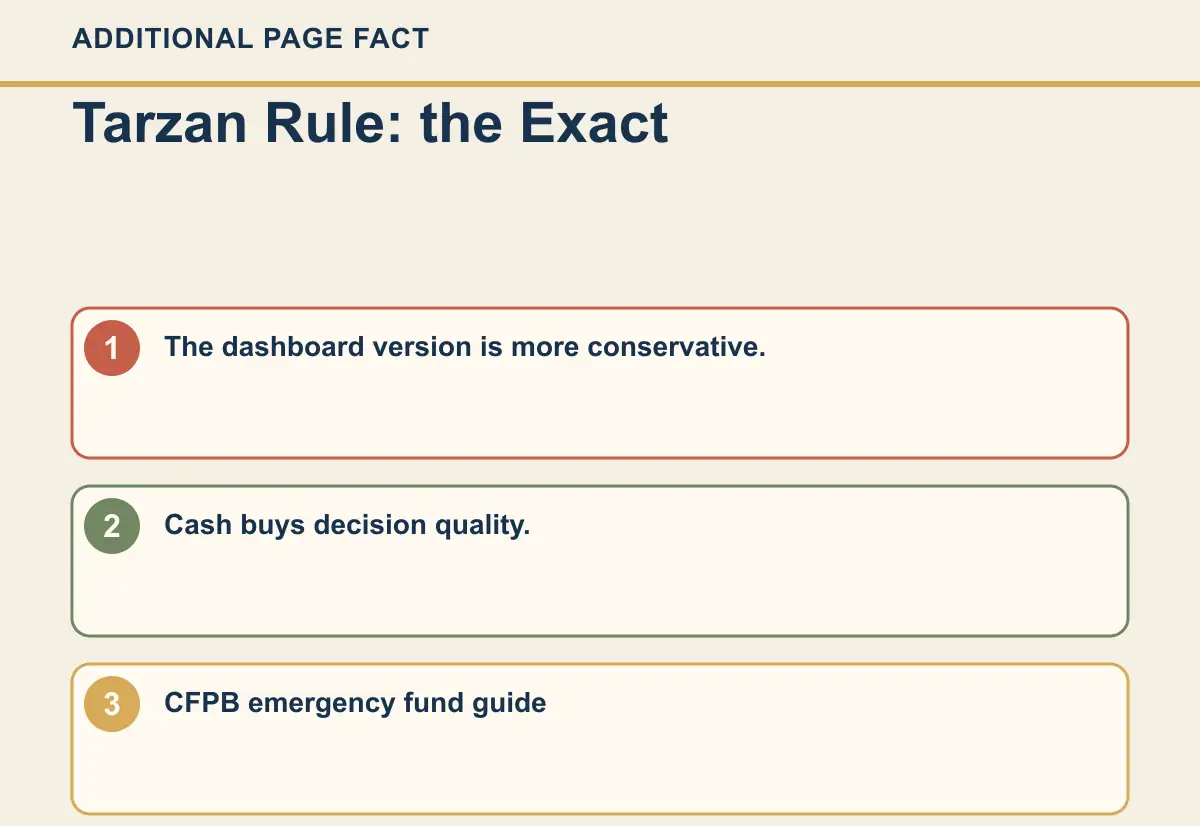 ADDITIONAL PAGE FACT
Tarzan Rule: the Exact
1
The dashboard version is more conservative.
2
Cash buys decision quality.
3
CFPB emergency fund guide